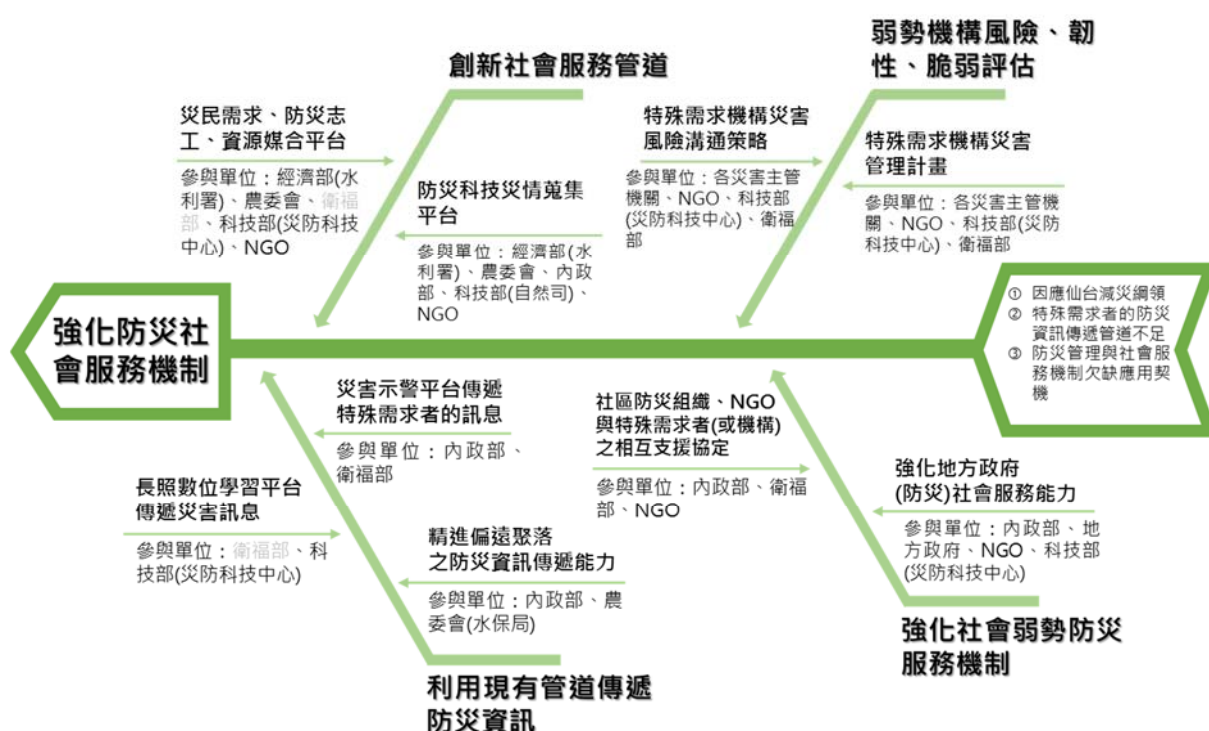 創新社會服務管道
災民需求、防災志
工、資源媒合平台
參與單位：經濟部(水
利署)、農委會、衛福
部、科技部(災防科技
中心)、NGO
防災科技災情蒐集
平台
參與單位：經濟部(水
利署)、農委會、內政
部、科技部(自然司)、
NGO
弱勢機構風險、韌
性、脆弱評估
特殊需求機構災害
風險溝通策略
參與單位：各災害主管
機關、NGO、科技部
(災防科技中心)、衛福
部
特殊需求機構災害
管理計畫
參與單位：各災害主管機
關、NGO、科技部(災防
科技中心)、衛福部
強化防災社
會服務機制
① 因應仙台減災綱領
② 特殊需求者的防災
資訊傳遞管道不足
③ 防災管理與社會服
務機制欠缺應用契
機
災害示警平台傳遞
特殊需求者的訊息
參與單位：內政部、
衛福部
長照數位學習平台
傳遞災害訊息
參與單位：衛福部、科
技部(災防科技中心)
精進偏遠聚落
之防災資訊傳遞能力
參與單位：內政部、農
委會(水保局)
利用現有管道傳遞
防災資訊
社區防災組織、NGO
與特殊需求者(或機構)
之相互支援協定
參與單位：內政部、衛福
部、NGO
強化地方政府
(防災)社會服務能力
參與單位：內政部、地
方政府、NGO、科技部
(災防科技中心)
強化社會弱勢防災
服務機制